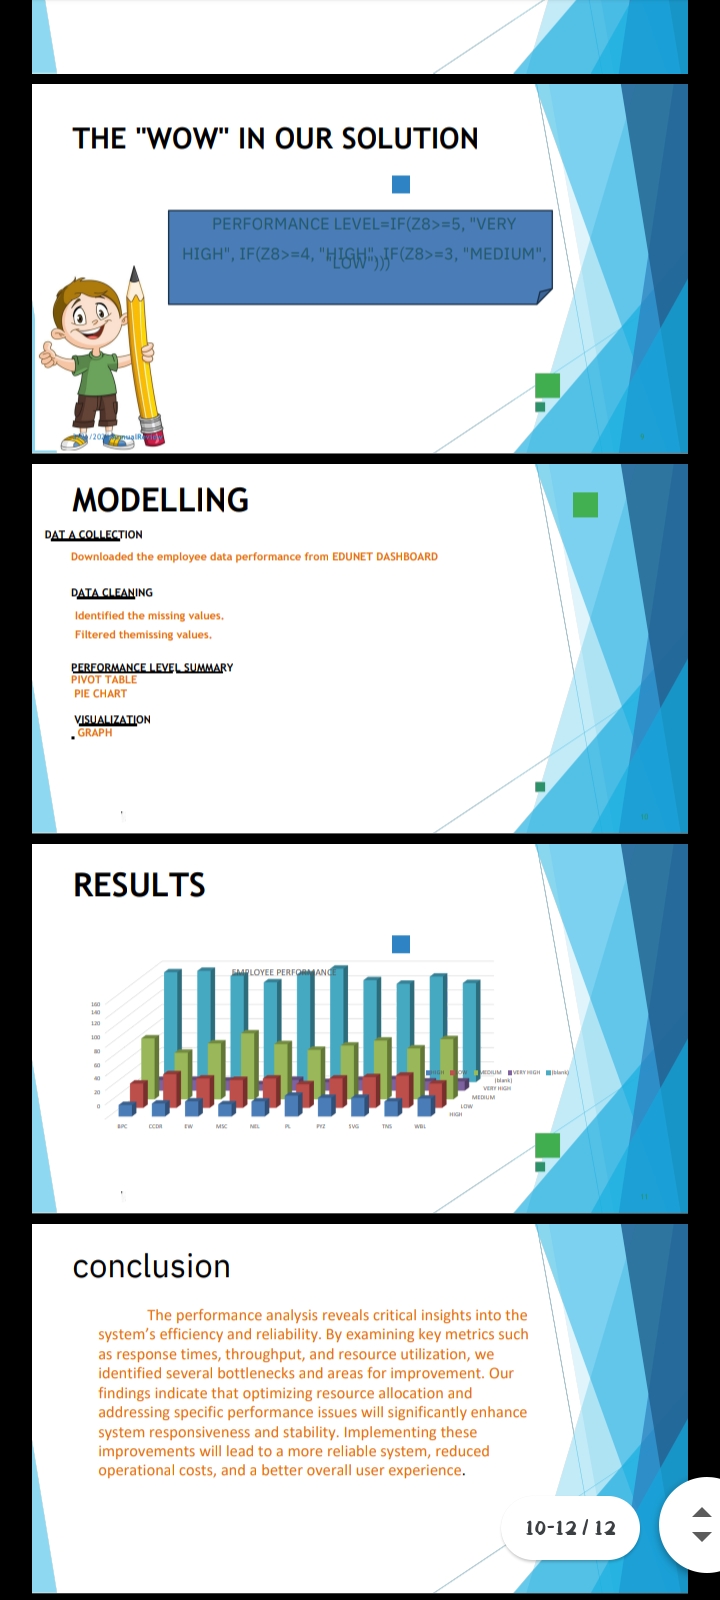 THE "WOW" IN OUR SOLUTION
PERFORMANCE LEVEL=IF(Z8>=5, "VERY
HIGH", IF(Z8>=4, "HIGH", IF(Z8>=3, "MEDIUM",
"LOW")))
MODELLING
DAT A COLLECTION
Downloaded the employee data performance from EDUNET DASHBOARD
DATA CLEANING
Identified the missing values.
Filtered themissing values.
PERFORMANCE LEVEL SUMMARY
PIVOT TABLE
PIE CHART
VISUALIZATION
GRAPH
10
RESULTS
EMPLOYEE PERFORMANCE
160
140
120
100
80
60
40
20
0
HIGH LOW MEDIUM VERY HIGH (blank)
(blank)
VERY HIGH
MEDIUM
LOW
HIGH
BPC CCDR EW MSC NEL PL PYZ SVG TNS WBL
11
conclusion
The performance analysis reveals critical insights into the
system's efficiency and reliability. By examining key metrics such
as response times, throughput, and resource utilization, we
identified several bottlenecks and areas for improvement. Our
findings indicate that optimizing resource allocation and
addressing specific performance issues will significantly enhance
system responsiveness and stability. Implementing these
improvements will lead to a more reliable system, reduced
operational costs, and a better overall user experience.
10-12 / 12